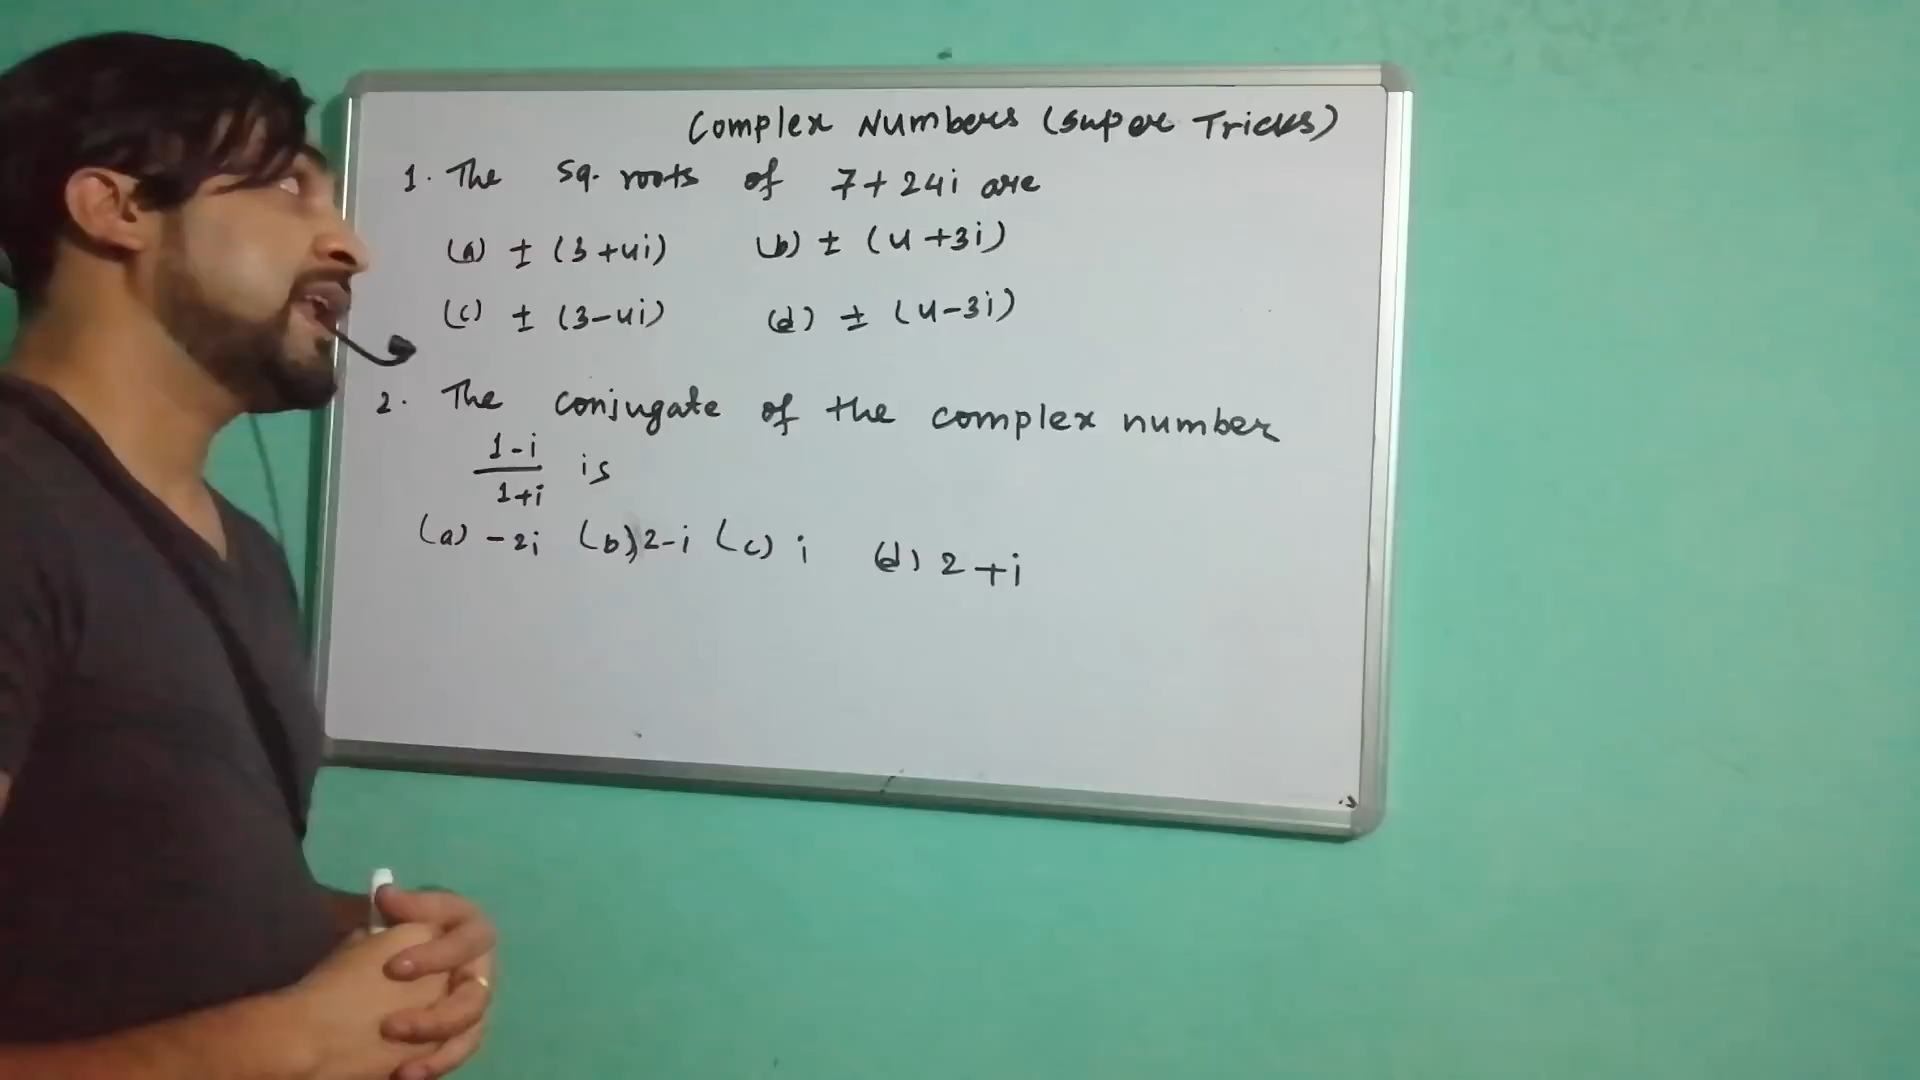 Complex Numbers (Super Tricks)
1. The sq. roots of 7+24i are
(a) ± (3+4i) (b) ± (4+3i)
(c) ± (3-4i) (d) ± (4-3i)
2. The conjugate of the complex number
1-i
1+i is
(a) -2i (b) 2-i (c) i (d) 2+i